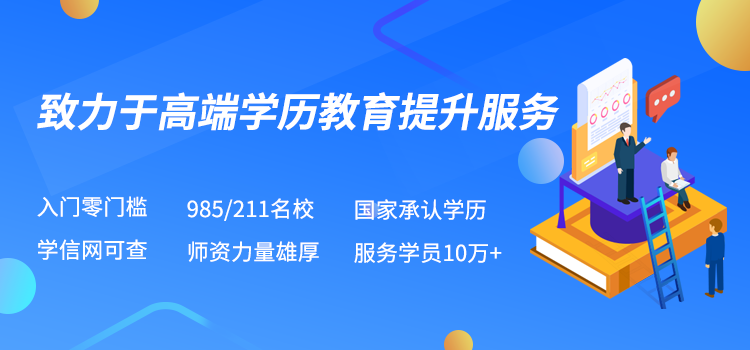 致力于高端学历教育提升服务
入门零门槛 985/211名校 国家承认学历
学信网可查 师资力量雄厚 服务学员10万+